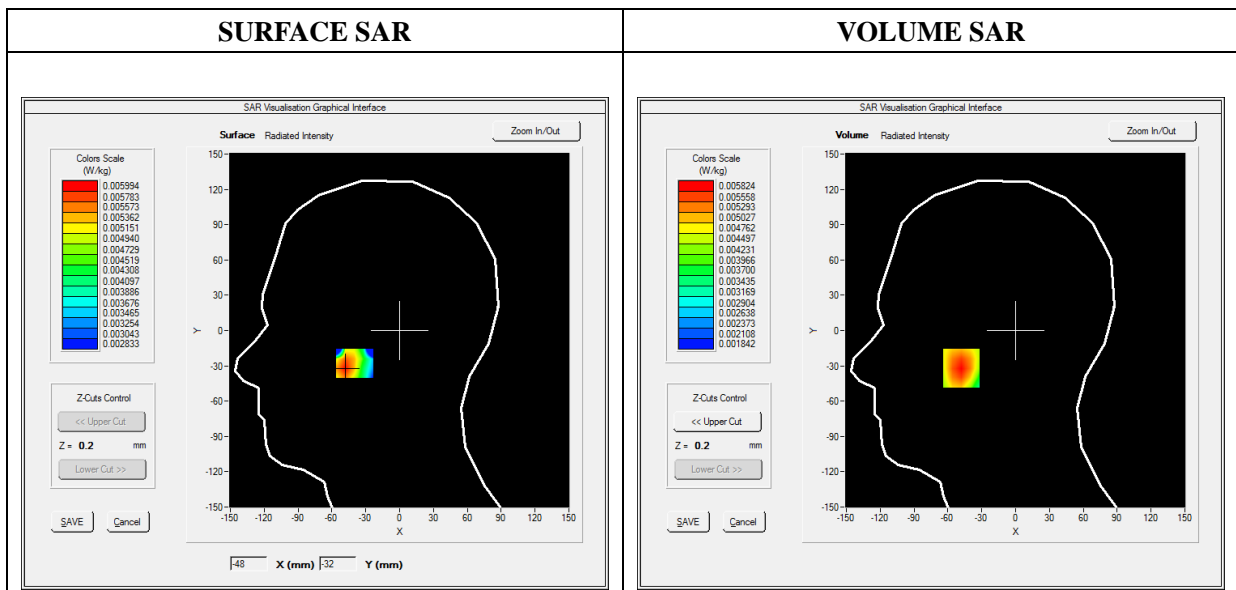 SURFACE SAR
VOLUME SAR
SAR Visualisation Graphical Interface
Surface Radiated Intensity
Zoom In/Out
Colors Scale
(W/kg)
0.005994
0.005783
0.005573
0.005362
0.005151
0.004940
0.004729
0.004519
0.004308
0.004097
0.003886
0.003676
0.003465
0.003254
0.003043
0.002833
150
120
90
60
30
0
-30
-60
-90
-120
-150
Y
-150 -120 -90 -60 -30 0 30 60 90 120 150
X
Z-Cuts Control
<< Upper Cut
Z = 0.2 mm
Lower Cut >>
SAVE Cancel
-48 X (mm) -32 Y (mm)
SAR Visualisation Graphical Interface
Volume Radiated Intensity
Zoom In/Out
Colors Scale
(W/kg)
0.005824
0.005558
0.005293
0.005027
0.004762
0.004497
0.004231
0.003966
0.003700
0.003435
0.003169
0.002904
0.002638
0.002373
0.002108
0.001842
150
120
90
60
30
0
-30
-60
-90
-120
-150
Y
-150 -120 -90 -60 -30 0 30 60 90 120 150
X
Z-Cuts Control
<< Upper Cut
Z = 0.2 mm
Lower Cut >>
SAVE Cancel